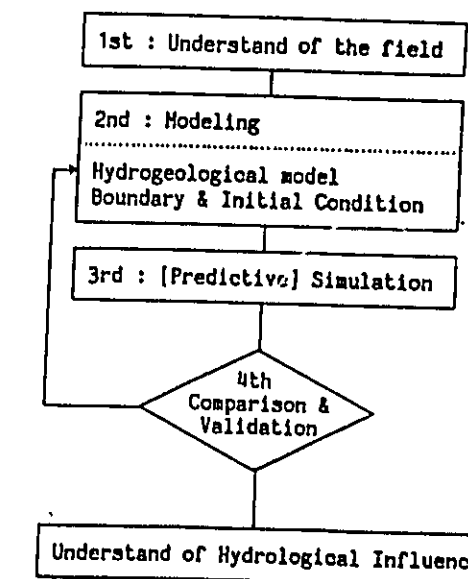 1st : Understand of the field
2nd : Modeling
Hydrogeological model
Boundary & Initial Condition
3rd : [Predictive] Simulation
4th
Comparison &
Validation
Understand of Hydrological Influenc